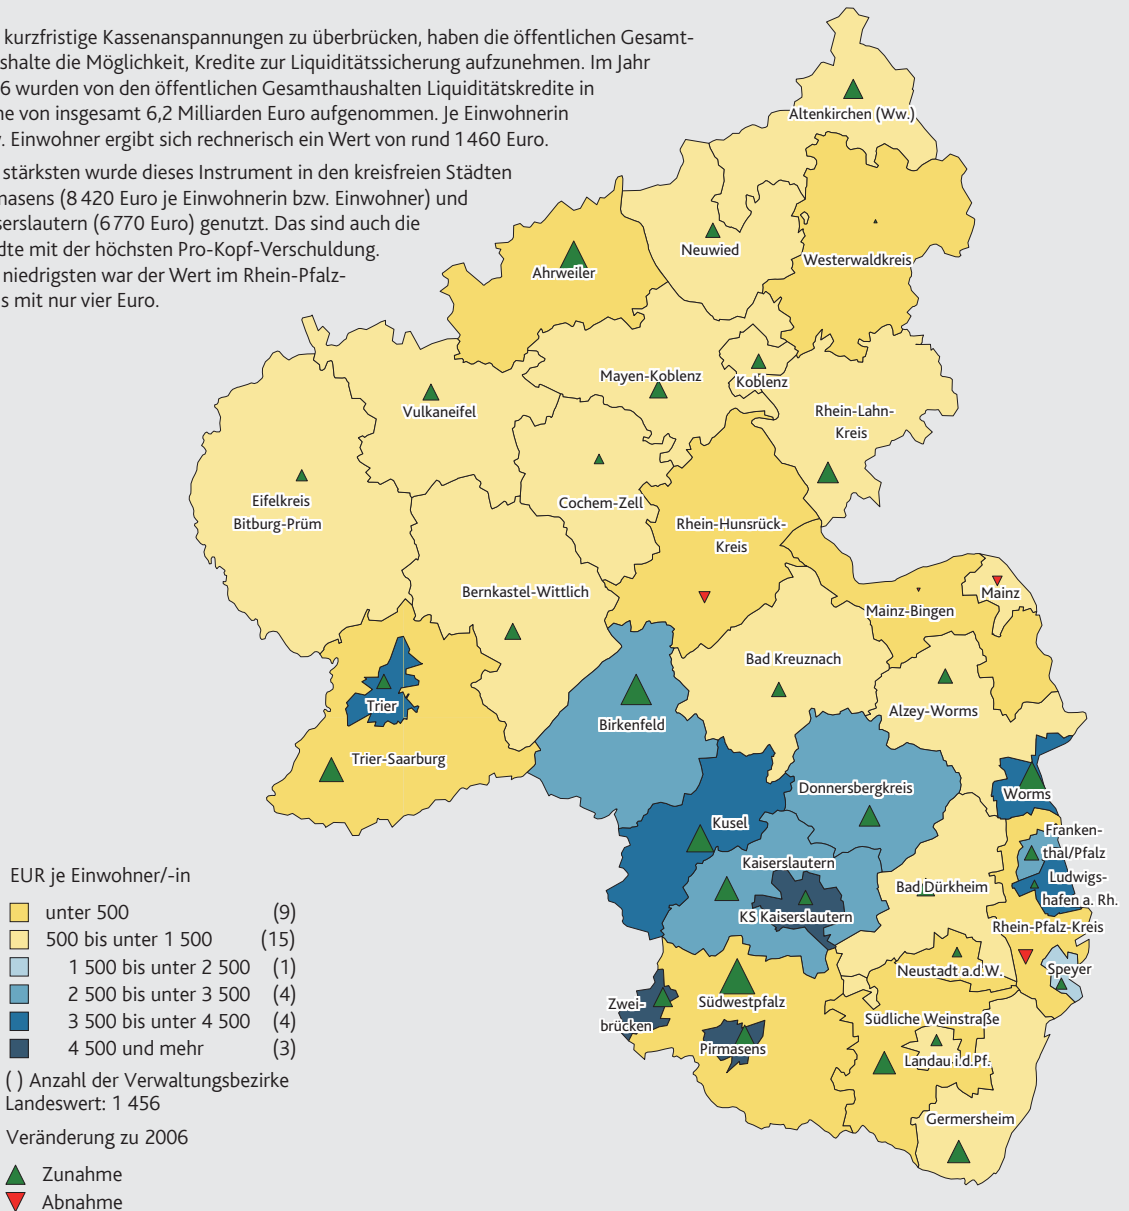 kurzfristige Kassenanspannungen zu überbrücken, haben die öffentlichen Gesamt-
shalte die Möglichkeit, Kredite zur Liquiditätssicherung aufzunehmen. Im Jahr
6 wurden von den öffentlichen Gesamthaushalten Liquiditätskredite in
ne von insgesamt 6,2 Milliarden Euro aufgenommen. Je Einwohnerin
. Einwohner ergibt sich rechnerisch ein Wert von rund 1 460 Euro.
stärksten wurde dieses Instrument in den kreisfreien Städten
nasens (8 420 Euro je Einwohnerin bzw. Einwohner) und
serslautern (6 770 Euro) genutzt. Das sind auch die
dte mit der höchsten Pro-Kopf-Verschuldung.
niedrigsten war der Wert im Rhein-Pfalz-
s mit nur vier Euro.
Altenkirchen (Ww.)
Neuwied
Westerwaldkreis
Ahrweiler
Mayen-Koblenz
Koblenz
Vulkaneifel
Rhein-Lahn-
Kreis
Eifelkreis
Bitburg-Prüm
Cochem-Zell
Rhein-Hunsrück-
Kreis
Bernkastel-Wittlich
Mainz
Mainz-Bingen
Bad Kreuznach
Trier
Birkenfeld
Alzey-Worms
Trier-Saarburg
Donnersbergkreis
Worms
Kusel
Franken-
thal/Pfalz
Kaiserslautern
Ludwigs-
hafen a. Rh.
Bad Dürkheim
KS Kaiserslautern
Rhein-Pfalz-Kreis
Neustadt a.d.W.
Speyer
Zwei-
brücken
Südwestpfalz
Südliche Weinstraße
Pirmasens
Landau i.d.Pf.
Germersheim
EUR je Einwohner/-in
unter 500 (9)
500 bis unter 1 500 (15)
1 500 bis unter 2 500 (1)
2 500 bis unter 3 500 (4)
3 500 bis unter 4 500 (4)
4 500 und mehr (3)
( ) Anzahl der Verwaltungsbezirke
Landeswert: 1 456
Veränderung zu 2006
Zunahme
Abnahme